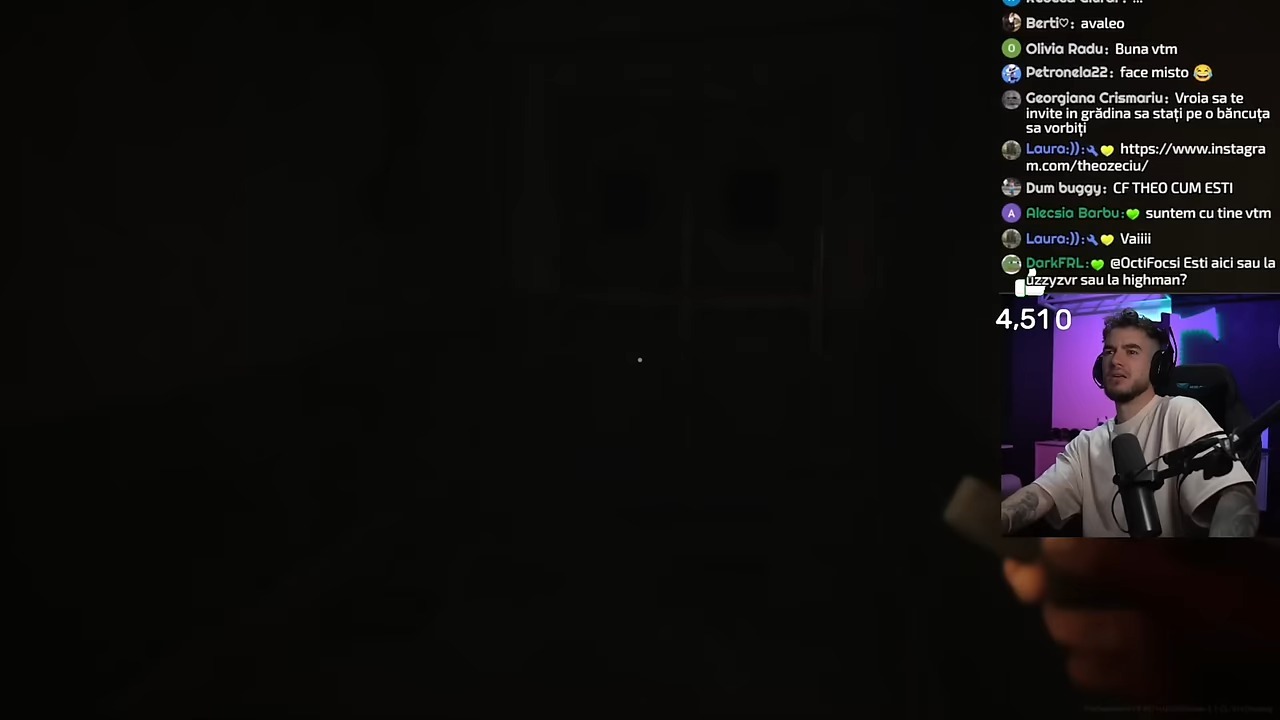 Berti♡: avaleo
Olivia Radu: Buna vtm
Petronela22: face misto 😂
Georgiana Crismariu: Vroia sa te
invite in grădina sa stați pe o băncuța
sa vorbiți
Laura:)):🔧💛 https://www.instagra
m.com/theozeciu/
Dum buggy: CF THEO CUM ESTI
A
Alecsia Barbu:💚 suntem cu tine vtm
Laura:)):🔧💛 Vaiiii
DarkFRL:💚 @OctiFocsi Esti aici sau la
uzzyzvr sau la highman?
4,510